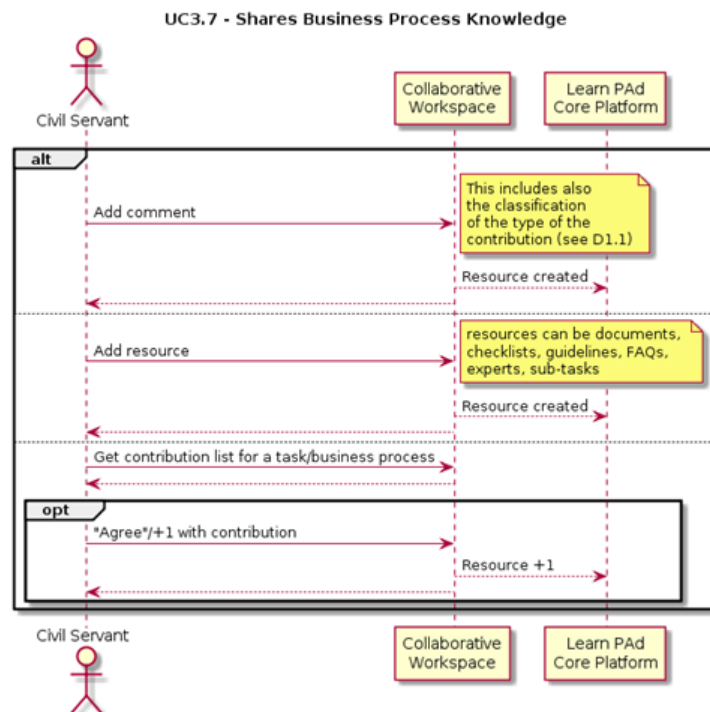 UC3.7 - Shares Business Process Knowledge
Civil Servant
Collaborative
Workspace
Learn PAd
Core Platform
alt
Add comment
This includes also
the classification
of the type of the
contribution (see D1.1)
Resource created
Add resource
resources can be documents,
checklists, guidelines, FAQs,
experts, sub-tasks
Resource created
Get contribution list for a task/business process
opt
"Agree"/+1 with contribution
Resource +1
Civil Servant
Collaborative
Workspace
Learn PAd
Core Platform